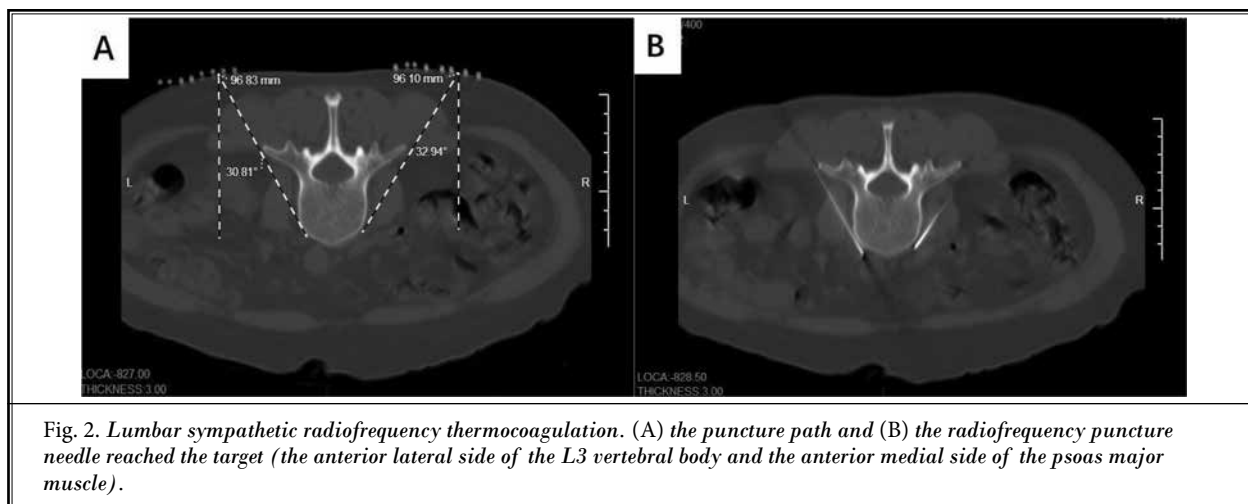 A
B
/400
96.83 mm
96.10 mm
30.81°
32.94°
L
R
L
R
LOCA:-827.00
THICKNESS:3.00
LOCA:-828.50
THICKNESS:3.00
Fig. 2. Lumbar sympathetic radiofrequency thermocoagulation. (A) the puncture path and (B) the radiofrequency puncture
needle reached the target (the anterior lateral side of the L3 vertebral body and the anterior medial side of the psoas major
muscle).